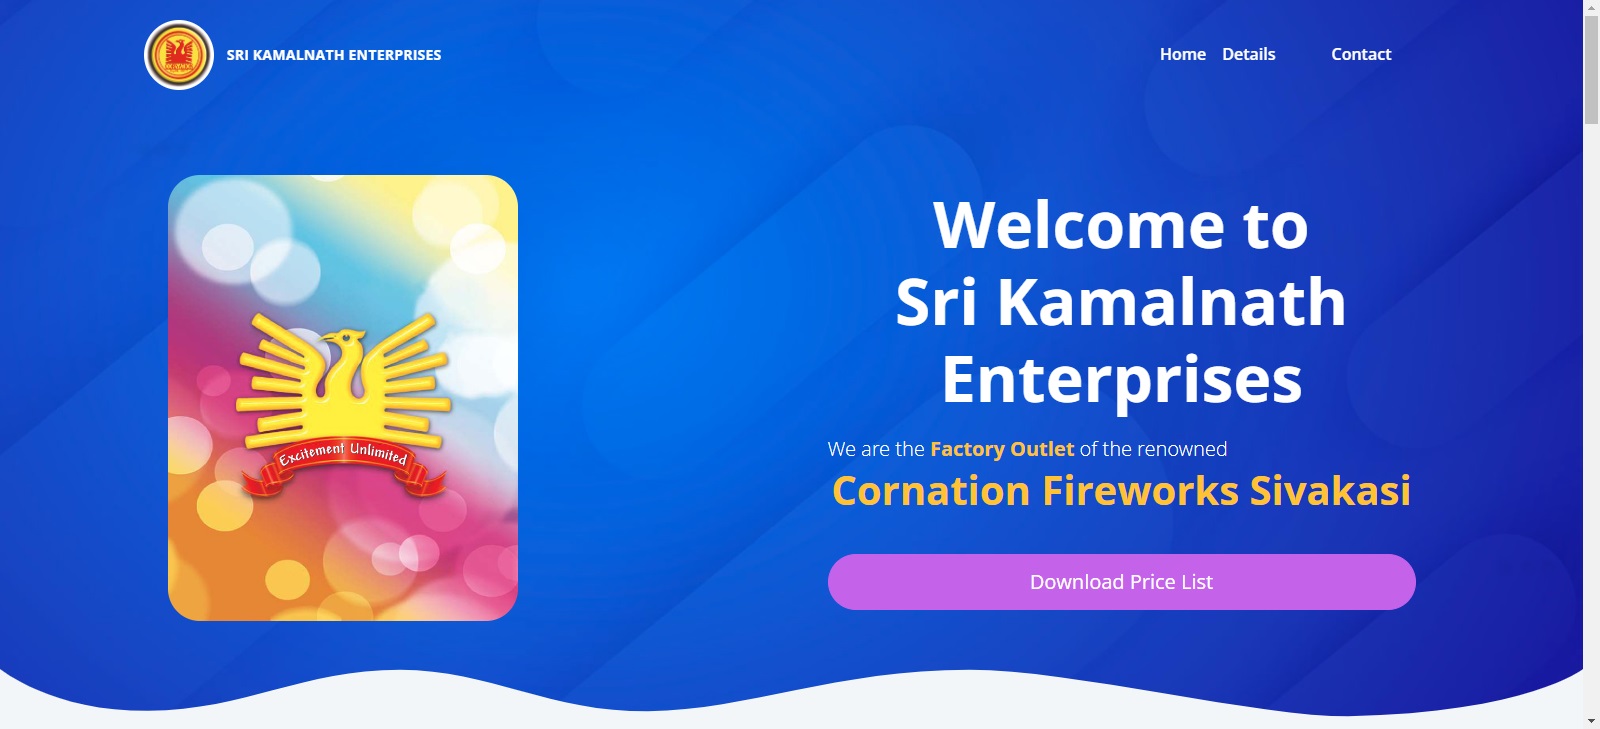 SRI KAMALNATH ENTERPRISES
Home Details Contact
Welcome to
Sri Kamalnath
Enterprises
Excitement Unlimited
We are the Factory Outlet of the renowned
Cornation Fireworks Sivakasi
Download Price List